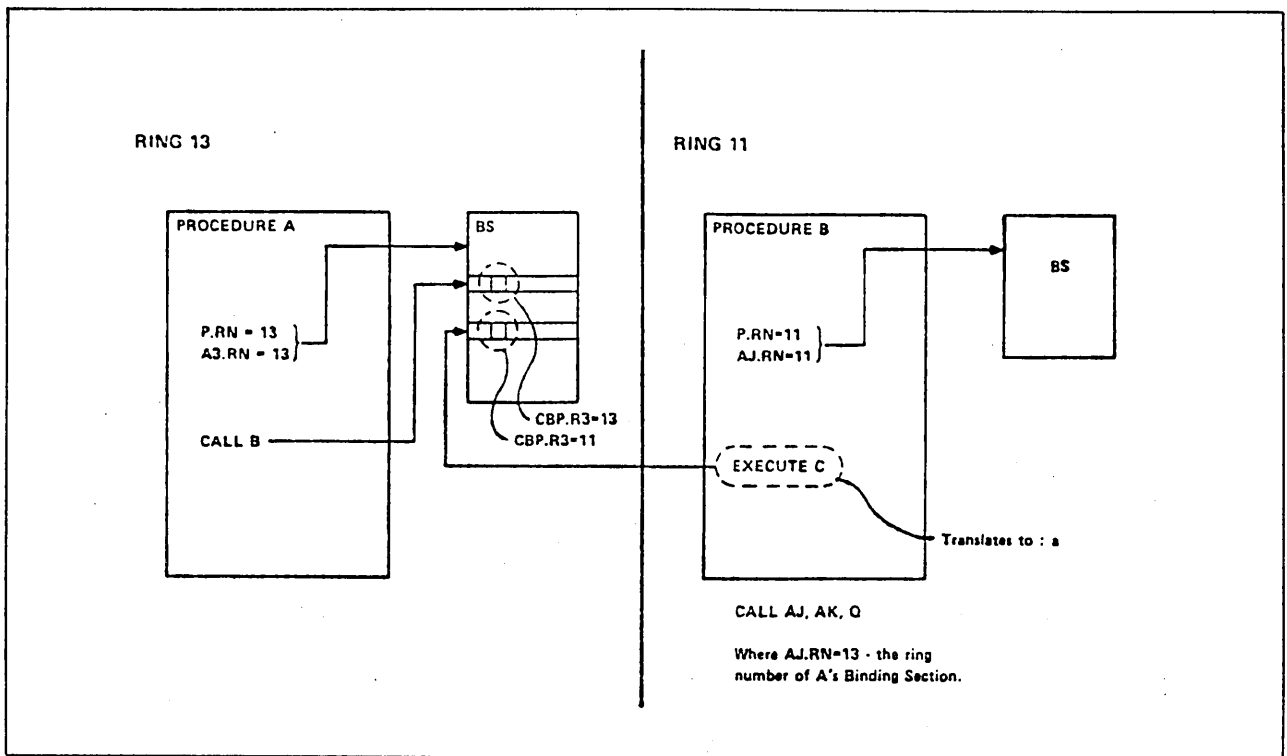 RING 13
RING 11
PROCEDURE A
BS
P.RN = 13
A3.RN = 13
CALL B
CBP.R3=13
CBP.R3=11
PROCEDURE B
BS
P.RN=11
AJ.RN=11
EXECUTE C
Translates to : a
CALL AJ, AK, Q
Where AJ.RN=13 - the ring
number of A's Binding Section.